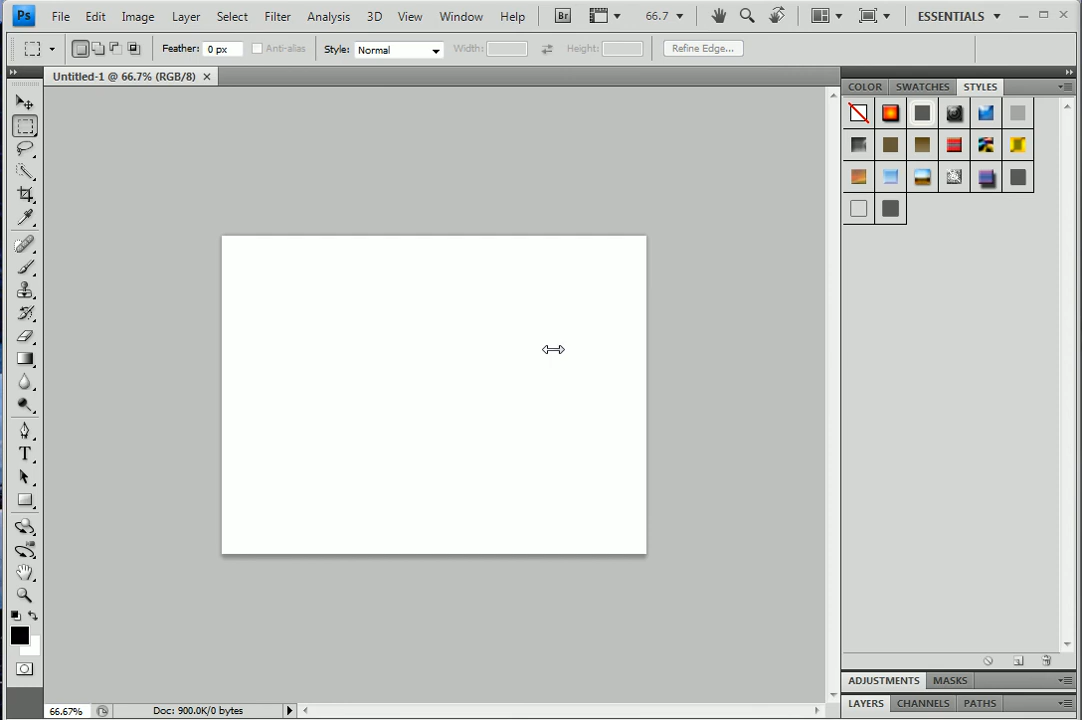 Ps File Edit Image Layer Select Filter Analysis 3D View Window Help Br 66.7 ESSENTIALS
Feather: 0 px Anti-alias Style: Normal Width: Height: Refine Edge...
Untitled-1 @ 66.7% (RGB/8)
COLOR SWATCHES STYLES
T
ADJUSTMENTS MASKS
LAYERS CHANNELS PATHS
66.67% Doc: 900.0K/0 bytes